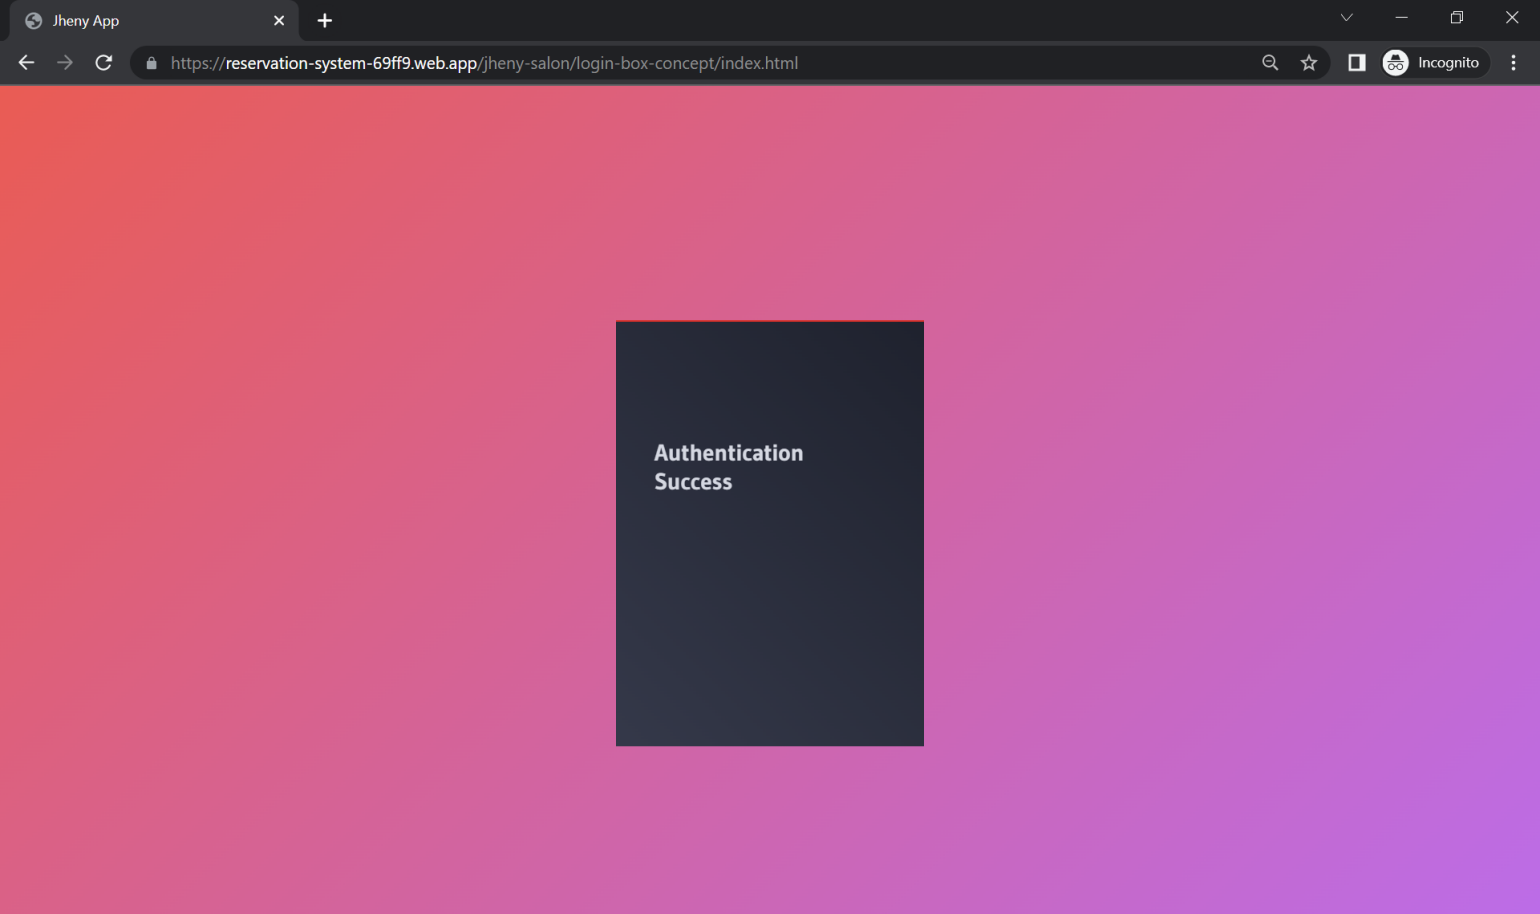 Jheny App
https://reservation-system-69ff9.web.app/jheny-salon/login-box-concept/index.html
Incognito
Authentication
Success